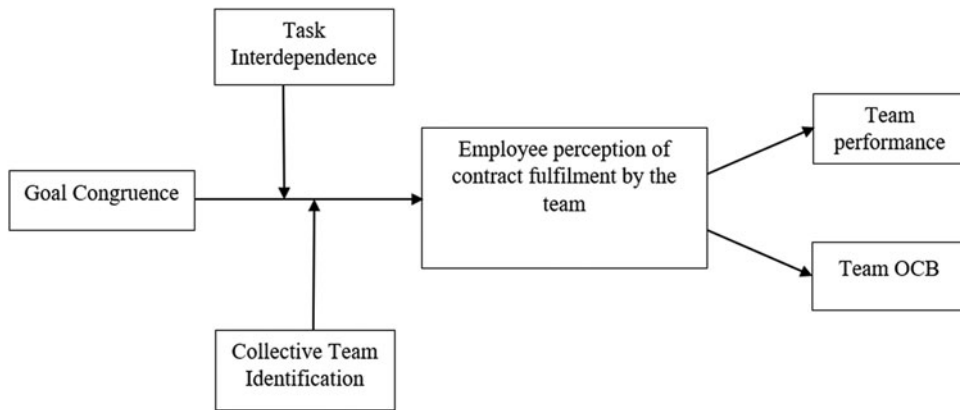 Task
Interdependence
Goal Congruence
Employee perception of
contract fulfilment by the
team
Team
performance
Team OCB
Collective Team
Identification